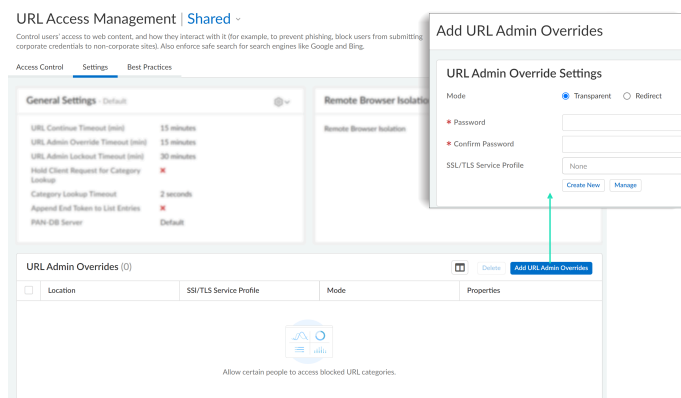 URL Access Management | Shared
Control users' access to web content, and how they interact with it (for example, to prevent phishing, block users from submitting
corporate credentials to non-corporate sites). Also enforce safe search for search engines like Google and Bing.
Access Control Settings Best Practices
General Settings - Default
URL Continue Timeout (min) 15 minutes
URL Admin Override Timeout (min) 15 minutes
URL Admin Lockout Timeout (min) 30 minutes
Hold Client Request for Category
Lookup
Category Lookup Timeout 2 seconds
Append End Token to List Entries
PAN-DB Server Default
Remote Browser Isolation
Remote Browser Isolation
Add URL Admin Overrides
URL Admin Override Settings
Mode Transparent Redirect
* Password
* Confirm Password
SSL/TLS Service Profile None
Create New Manage
URL Admin Overrides (0) Delete Add URL Admin Overrides
Location SSl/TLS Service Profile Mode Properties
Allow certain people to access blocked URL categories.